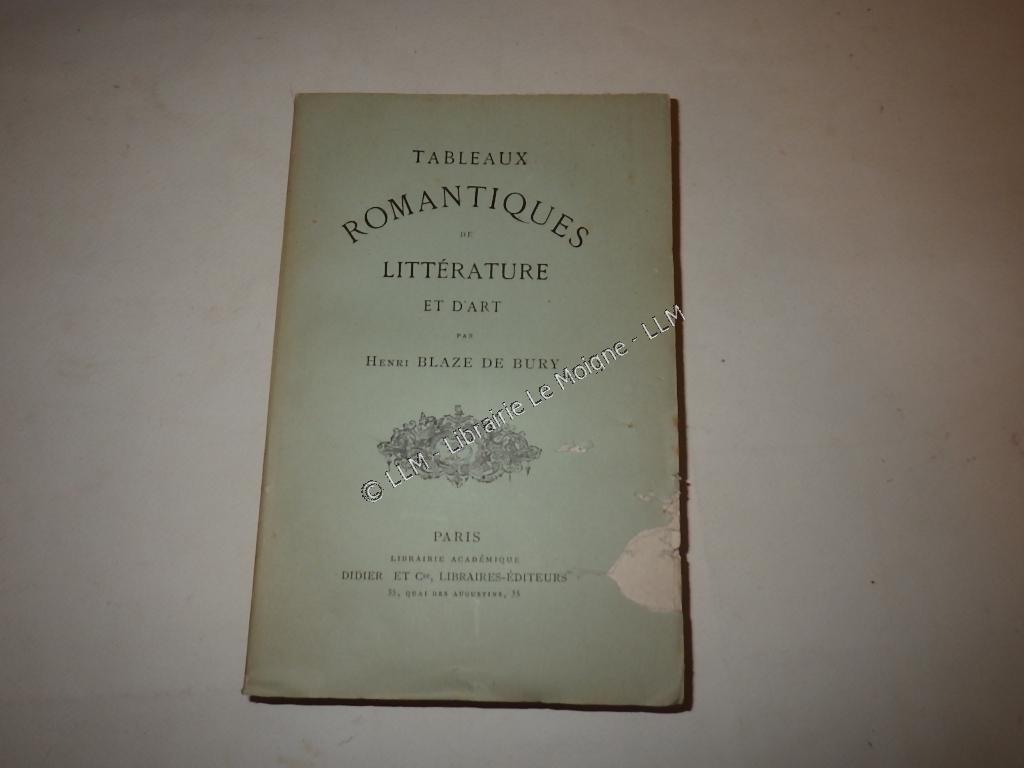 TABLEAUX
ROMANTIQUES
DE
LITTÉRATURE
ET D'ART
PAR
HENRI BLAZE DE BURY
© LLM - Librairie Le Moigne - LLM
PARIS
LIBRAIRIE ACADÉMIQUE
DIDIER ET Cie, LIBRAIRES-ÉDITEURS
35, QUAI DES AUGUSTINS, 35